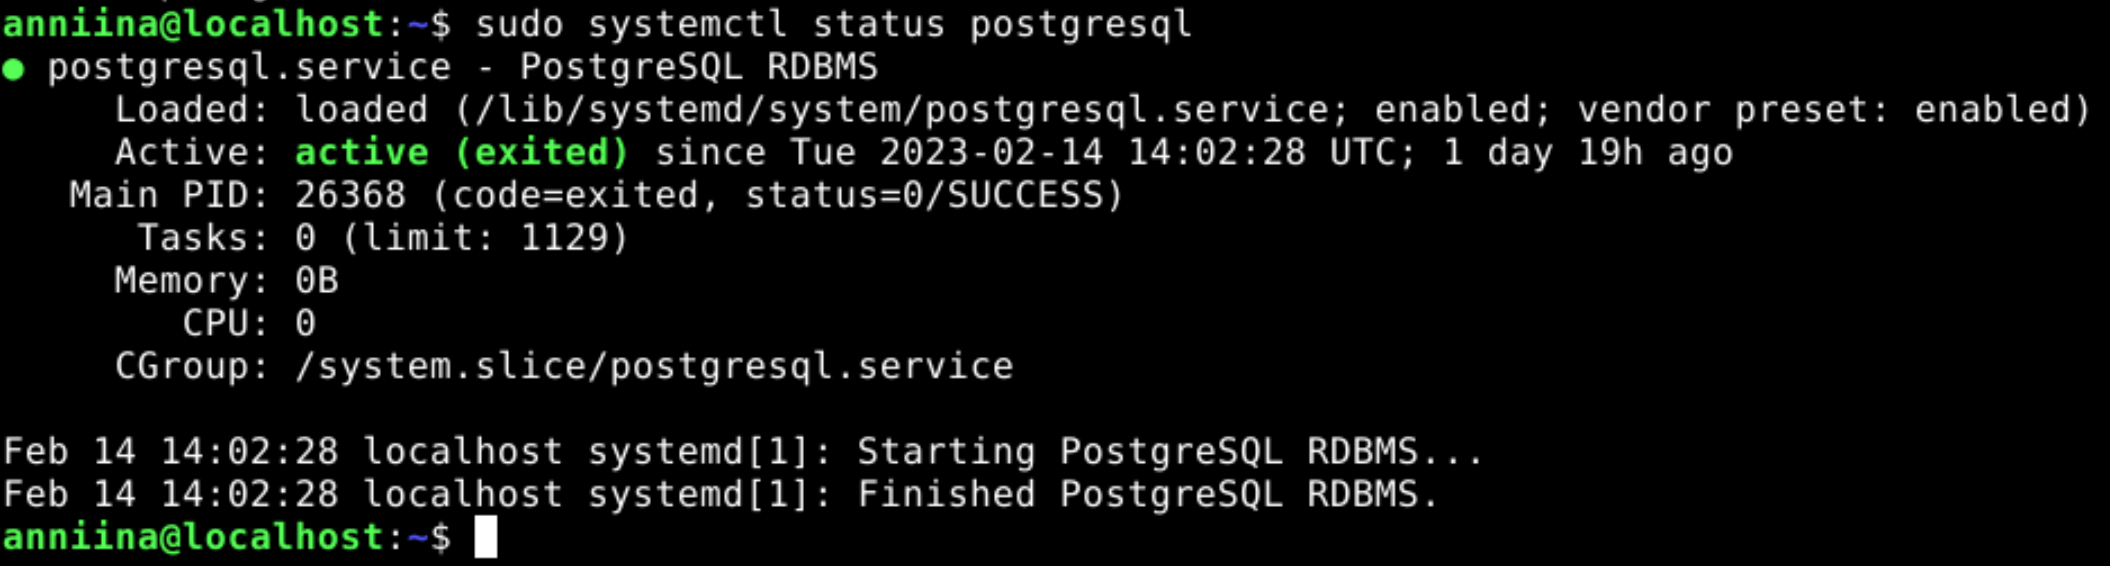 anniina@localhost:~$ sudo systemctl status postgresql
● postgresql.service - PostgreSQL RDBMS
     Loaded: loaded (/lib/systemd/system/postgresql.service; enabled; vendor preset: enabled)
     Active: active (exited) since Tue 2023-02-14 14:02:28 UTC; 1 day 19h ago
   Main PID: 26368 (code=exited, status=0/SUCCESS)
      Tasks: 0 (limit: 1129)
     Memory: 0B
        CPU: 0
     CGroup: /system.slice/postgresql.service

Feb 14 14:02:28 localhost systemd[1]: Starting PostgreSQL RDBMS...
Feb 14 14:02:28 localhost systemd[1]: Finished PostgreSQL RDBMS.
anniina@localhost:~$